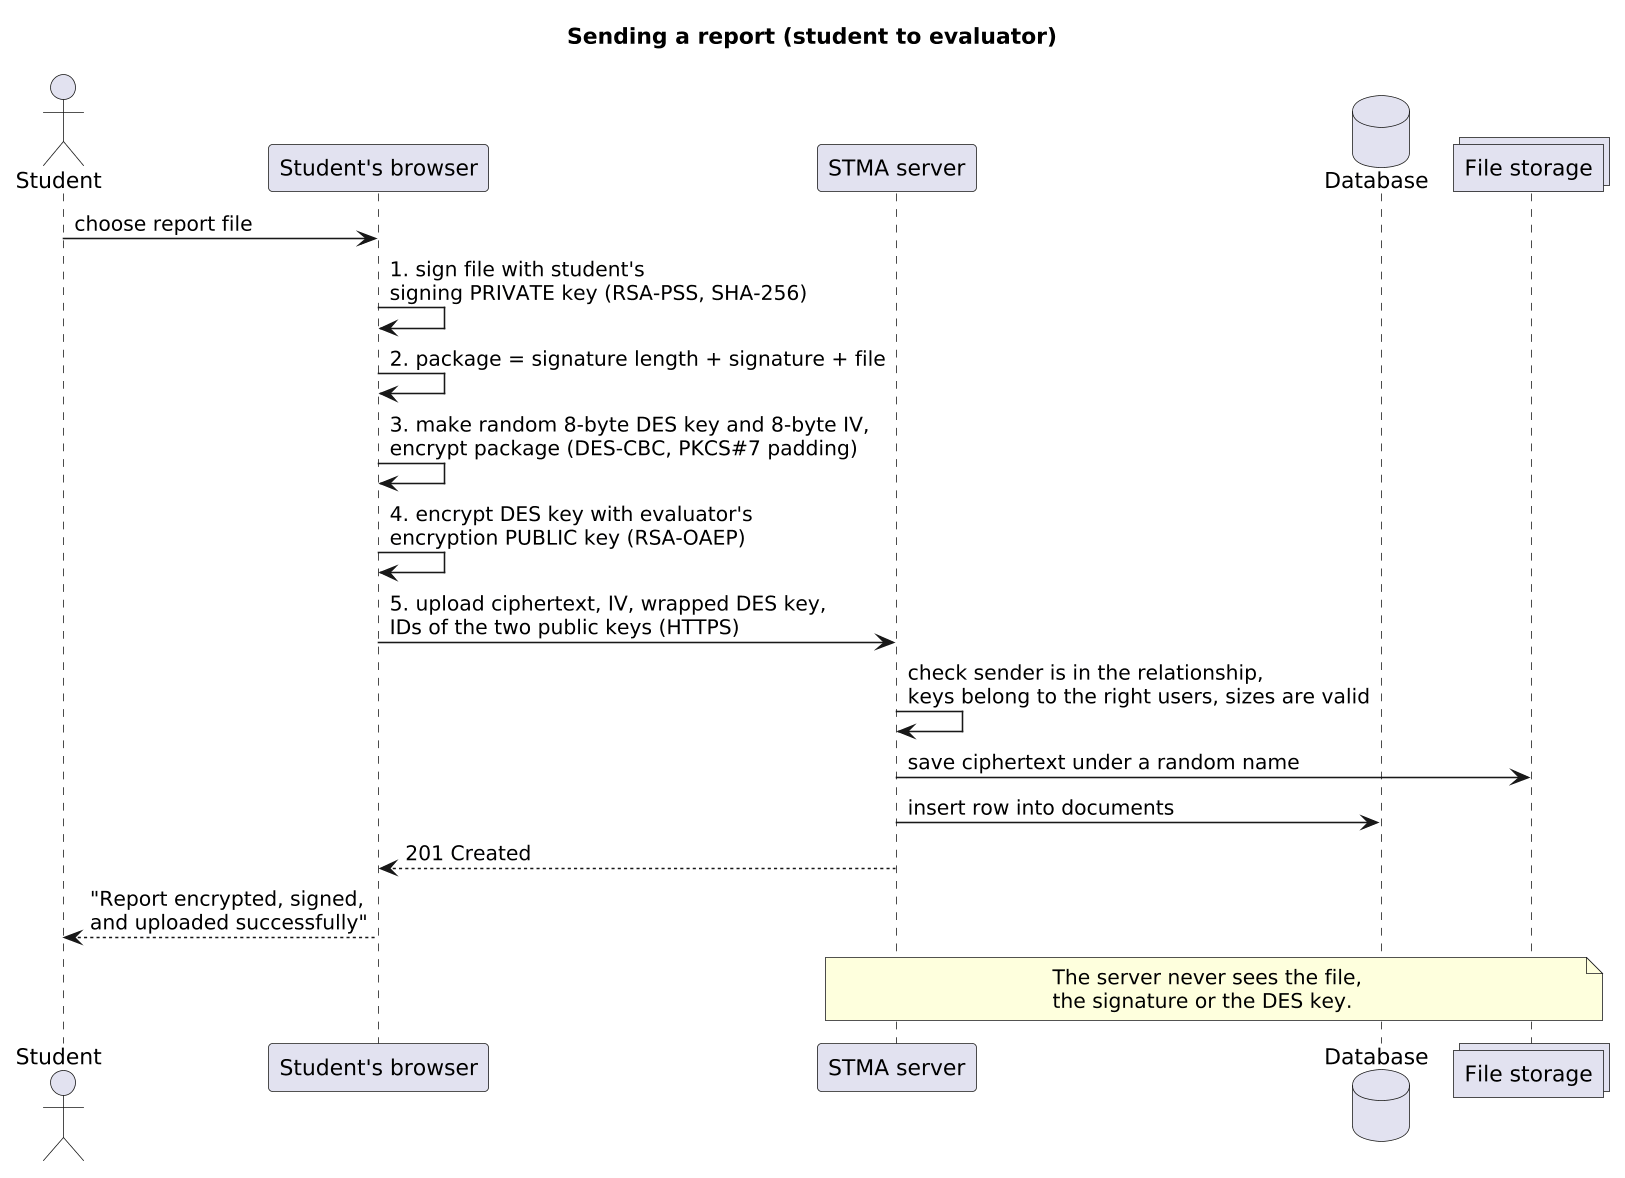 Sending a report (student to evaluator)
Student
Student's browser
STMA server
Database
File storage
choose report file
1. sign file with student's
signing PRIVATE key (RSA-PSS, SHA-256)
2. package = signature length + signature + file
3. make random 8-byte DES key and 8-byte IV,
encrypt package (DES-CBC, PKCS#7 padding)
4. encrypt DES key with evaluator's
encryption PUBLIC key (RSA-OAEP)
5. upload ciphertext, IV, wrapped DES key,
IDs of the two public keys (HTTPS)
check sender is in the relationship,
keys belong to the right users, sizes are valid
save ciphertext under a random name
insert row into documents
201 Created
"Report encrypted, signed,
and uploaded successfully"
The server never sees the file,
the signature or the DES key.
Student
Student's browser
STMA server
Database
File storage